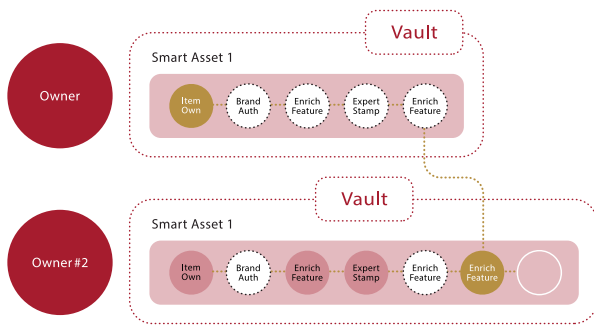 Vault
Smart Asset 1
Owner
Item
Own
Brand
Auth
Enrich
Feature
Expert
Stamp
Enrich
Feature
Vault
Smart Asset 1
Owner #2
Item
Own
Brand
Auth
Enrich
Feature
Expert
Stamp
Enrich
Feature
Enrich
Feature